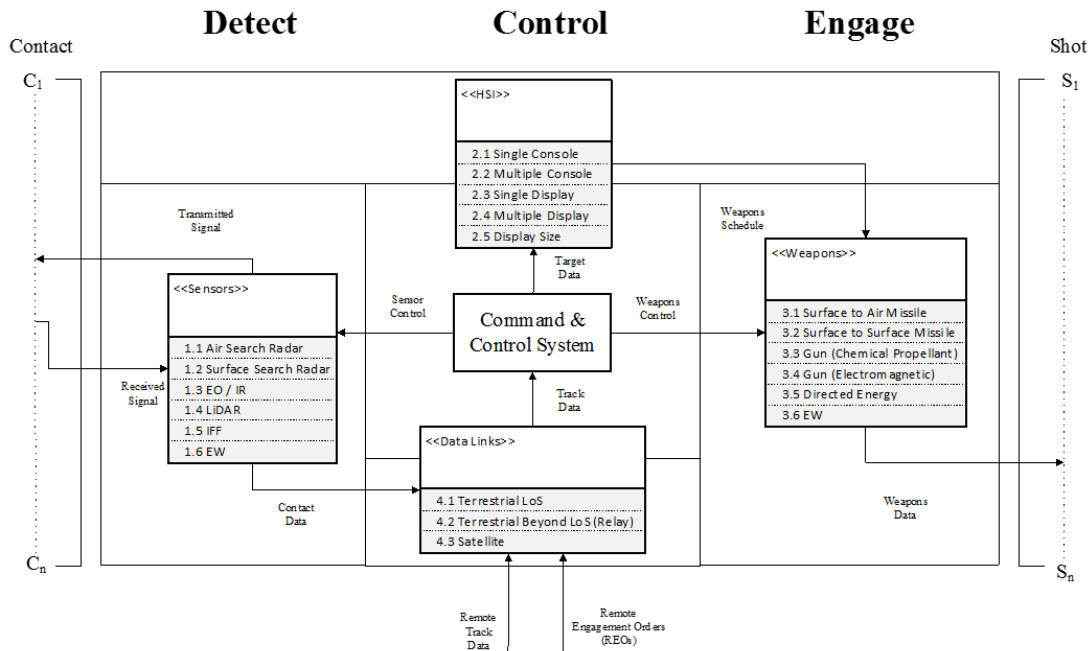 Detect
Control
Engage
Contact
Shot
C1
S1
<<HSI>>
2.1 Single Console
2.2 Multiple Console
2.3 Single Display
2.4 Multiple Display
2.5 Display Size
Transmitted
Signal
Weapons
Schedule
<<Sensors>>
1.1 Air Search Radar
1.2 Surface Search Radar
1.3 EO / IR
1.4 LiDAR
1.5 IFF
1.6 EW
Received
Signal
Target
Data
Sensor
Control
Command &
Control System
Weapons
Control
<<Weapons>>
3.1 Surface to Air Missile
3.2 Surface to Surface Missile
3.3 Gun (Chemical Propellant)
3.4 Gun (Electromagnetic)
3.5 Directed Energy
3.6 EW
Track
Data
<<Data Links>>
4.1 Terrestrial LoS
4.2 Terrestrial Beyond LoS (Relay)
4.3 Satellite
Contact
Data
Weapons
Data
Cn
Sn
Remote
Track
Data
Remote
Engagement Orders
(REOs)